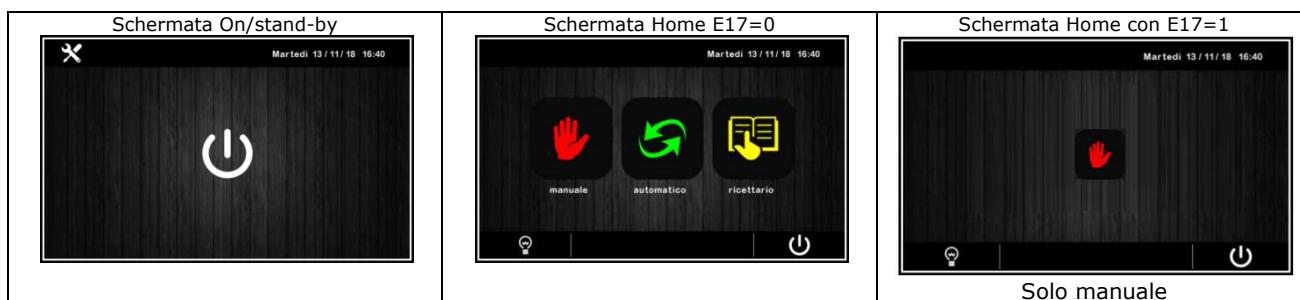 Schermata On/stand-by
Martedì 13 / 11 / 18 16:40
Schermata Home E17=0
Martedì 13 / 11 / 18 16:40
manuale automatico ricettario
Schermata Home con E17=1
Martedì 13 / 11 / 18 16:40
Solo manuale